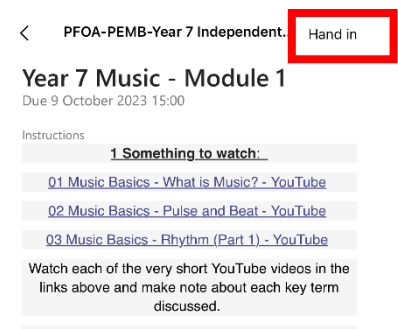 PFOA-PEMB-Year 7 Independent...
Hand in
Year 7 Music - Module 1
Due 9 October 2023 15:00
Instructions
1 Something to watch:
01 Music Basics - What is Music? - YouTube
02 Music Basics - Pulse and Beat - YouTube
03 Music Basics - Rhythm (Part 1) - YouTube
Watch each of the very short YouTube videos in the
links above and make note about each key term
discussed.